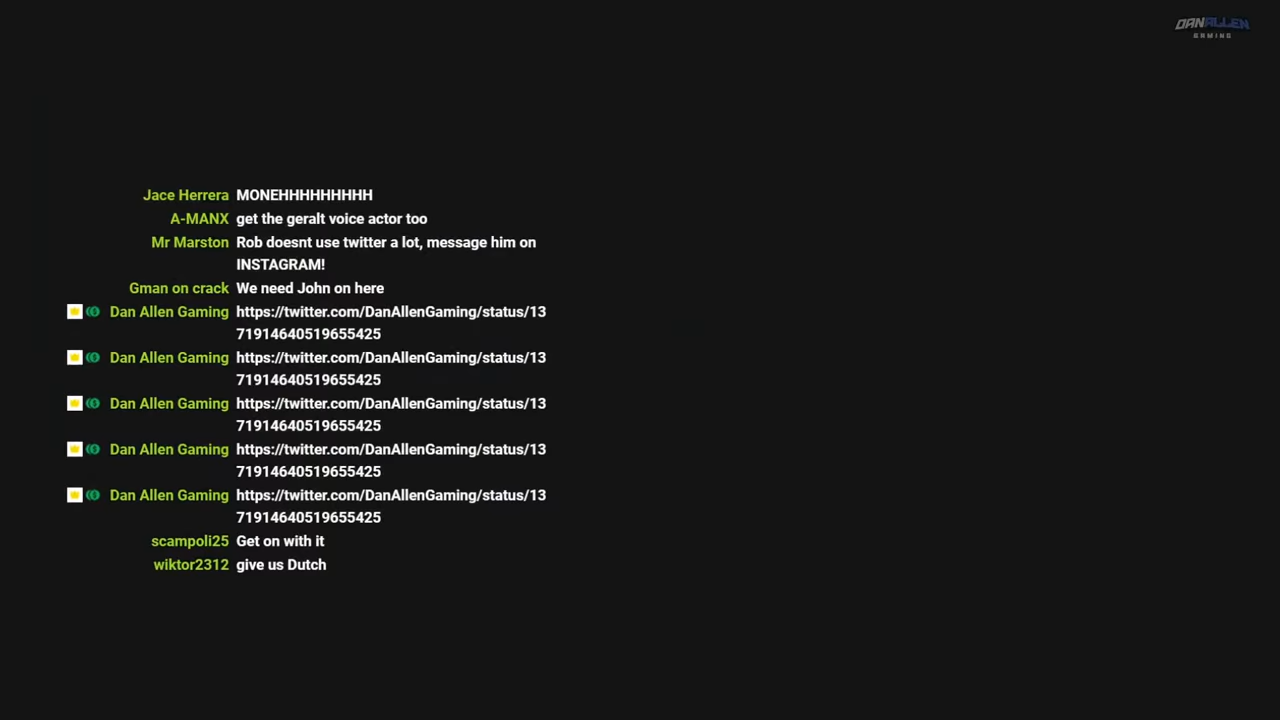 DANALLEN
GAMING
Jace Herrera MONEHHHHHHHHH
A-MANX get the geralt voice actor too
Mr Marston Rob doesnt use twitter a lot, message him on
INSTAGRAM!
Gman on crack We need John on here
Dan Allen Gaming https://twitter.com/DanAllenGaming/status/13
71914640519655425
Dan Allen Gaming https://twitter.com/DanAllenGaming/status/13
71914640519655425
Dan Allen Gaming https://twitter.com/DanAllenGaming/status/13
71914640519655425
Dan Allen Gaming https://twitter.com/DanAllenGaming/status/13
71914640519655425
Dan Allen Gaming https://twitter.com/DanAllenGaming/status/13
71914640519655425
scampoli25 Get on with it
wiktor2312 give us Dutch